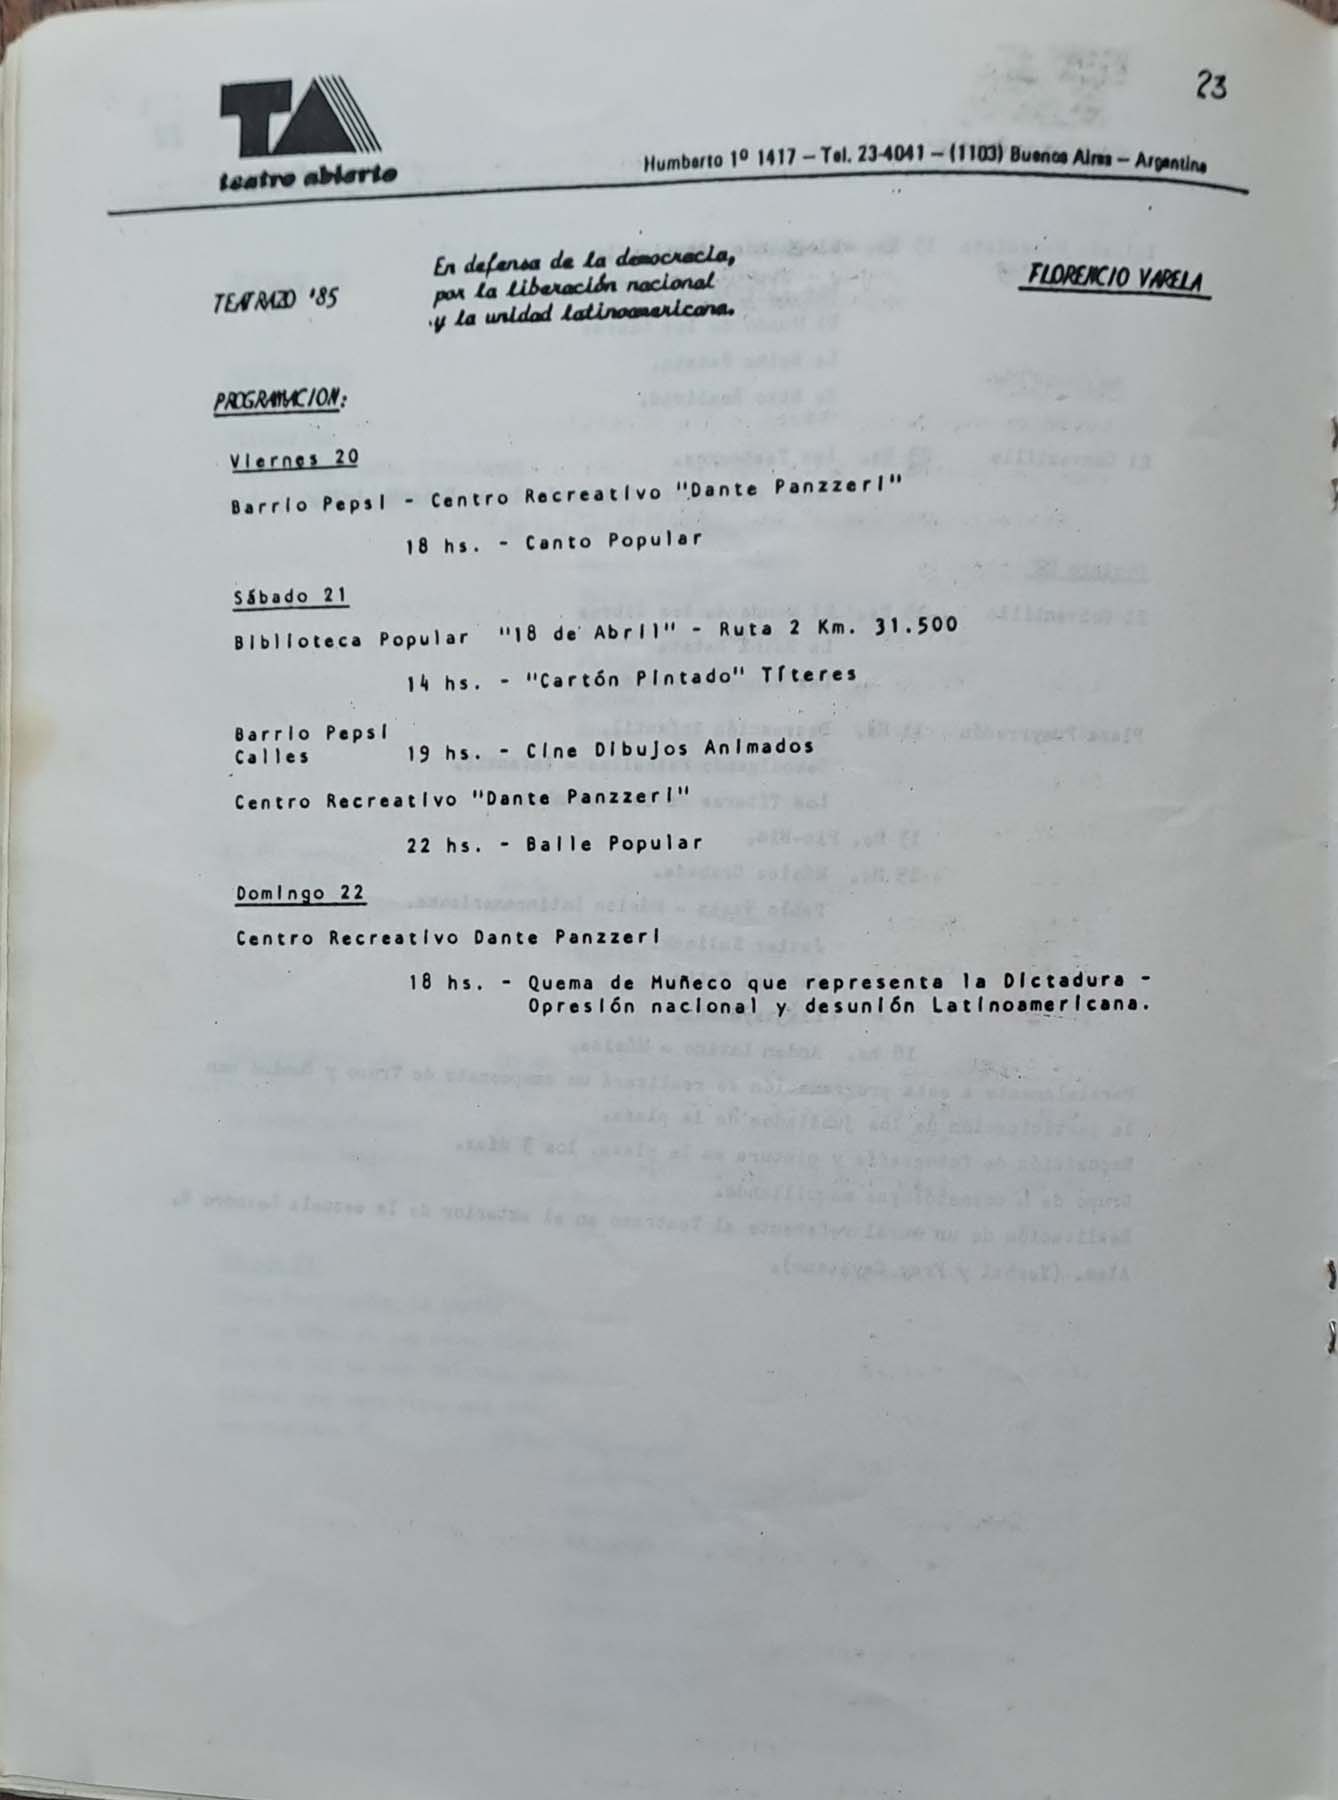 23
TA
teatro abierto
Humberto 1º 1417 – Tel. 23-4041 – (1103) Buenos Aires – Argentina
TEATRAZO '85
En defensa de la democracia,
por la liberación nacional
y la unidad latinoamericana.
FLORENCIO VARELA
PROGRAMACION:
Viernes 20
Barrio Pepsi - Centro Recreativo "Dante Panzzeri"
18 hs. - Canto Popular
Sábado 21
Biblioteca Popular "18 de Abril" - Ruta 2 Km. 31.500
14 hs. - "Cartón Pintado" Títeres
Barrio Pepsi
Calles 19 hs. - Cine Dibujos Animados
Centro Recreativo "Dante Panzzeri"
22 hs. - Baile Popular
Domingo 22
Centro Recreativo Dante Panzzeri
18 hs. - Quema de Muñeco que representa la Dictadura -
Opresión nacional y desunión Latinoamericana.